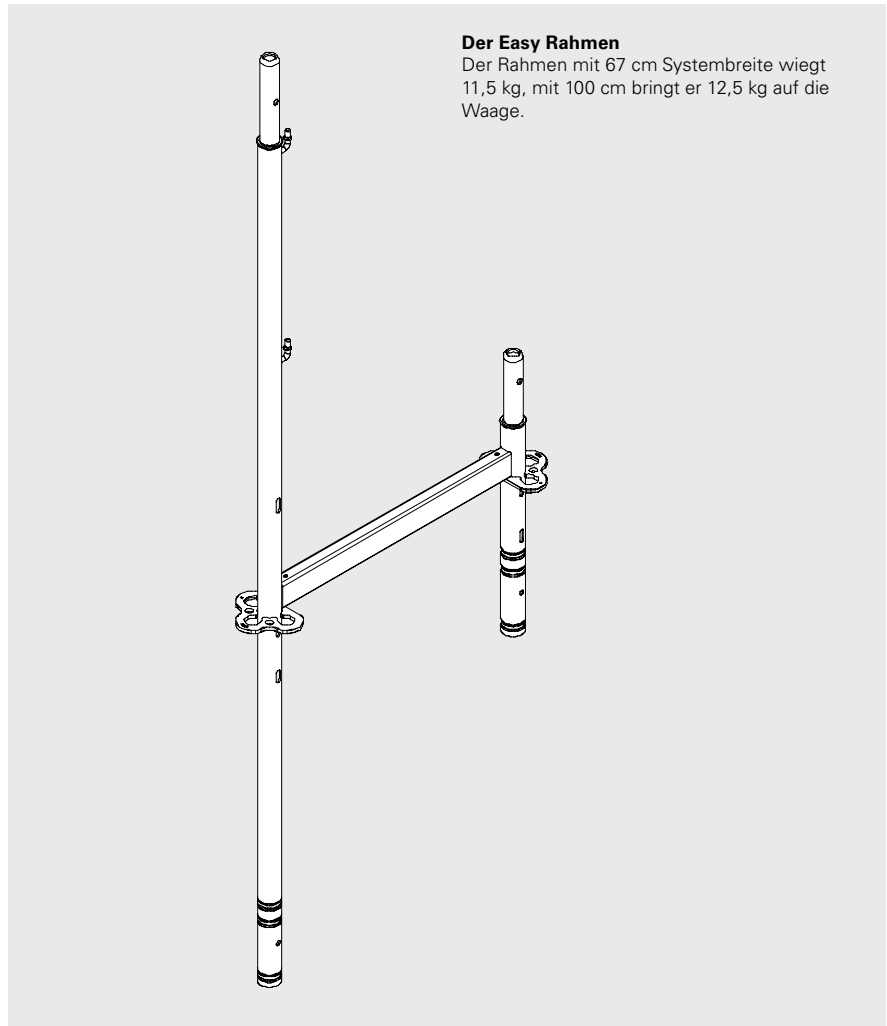 Der Easy Rahmen
Der Rahmen mit 67 cm Systembreite wiegt
11,5 kg, mit 100 cm bringt er 12,5 kg auf die
Waage.